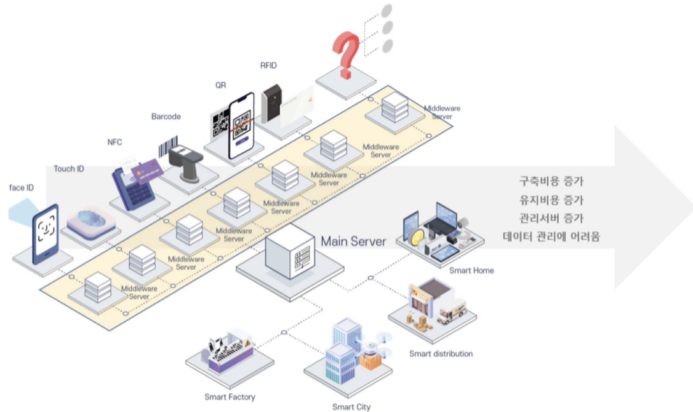 RFID
QR
Barcode
NFC
Touch ID
face ID
Middleware
Server
Middleware
Server
Middleware
Server
Middleware
Server
Middleware
Server
Middleware
Server
Middleware
Server
Main Server
구축비용 증가
유지비용 증가
관리서버 증가
데이터 관리에 어려움
Smart Home
Smart distribution
Smart Factory
Smart City